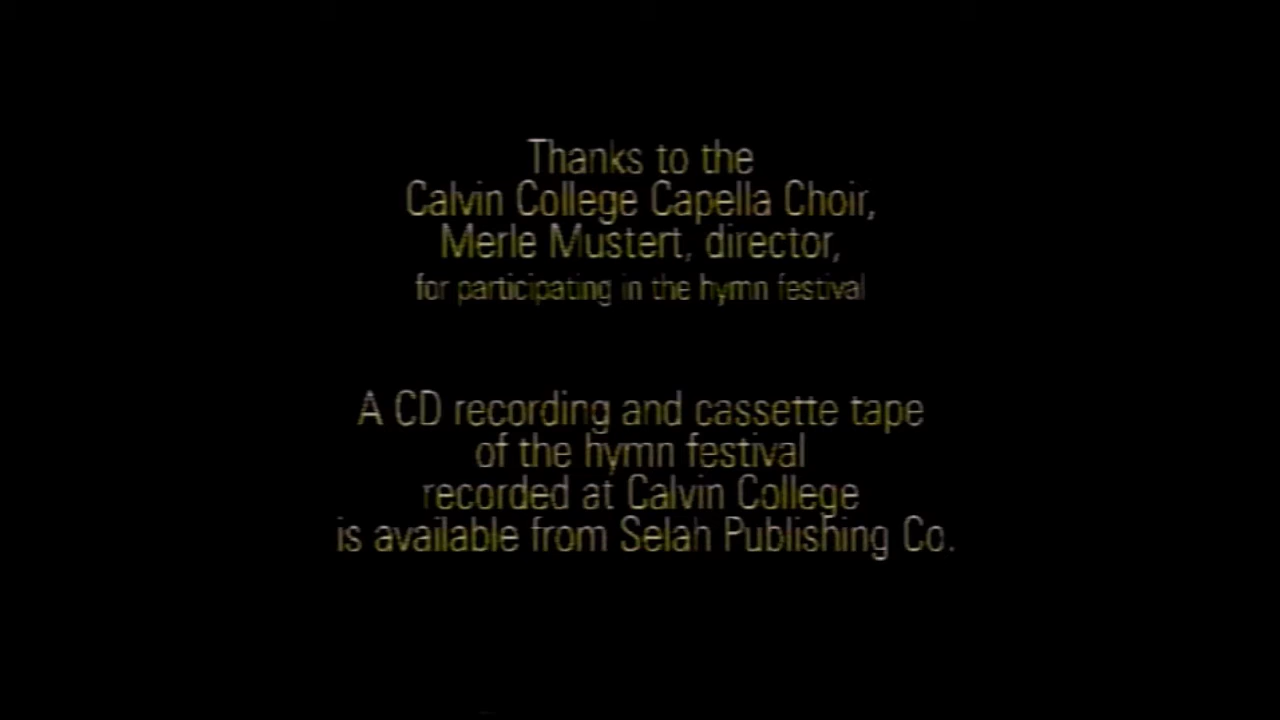 Thanks to the
Calvin College Capella Choir,
Merle Mustert, director,
for participating in the hymn festival
A CD recording and cassette tape
of the hymn festival
recorded at Calvin College
is available from Selah Publishing Co.